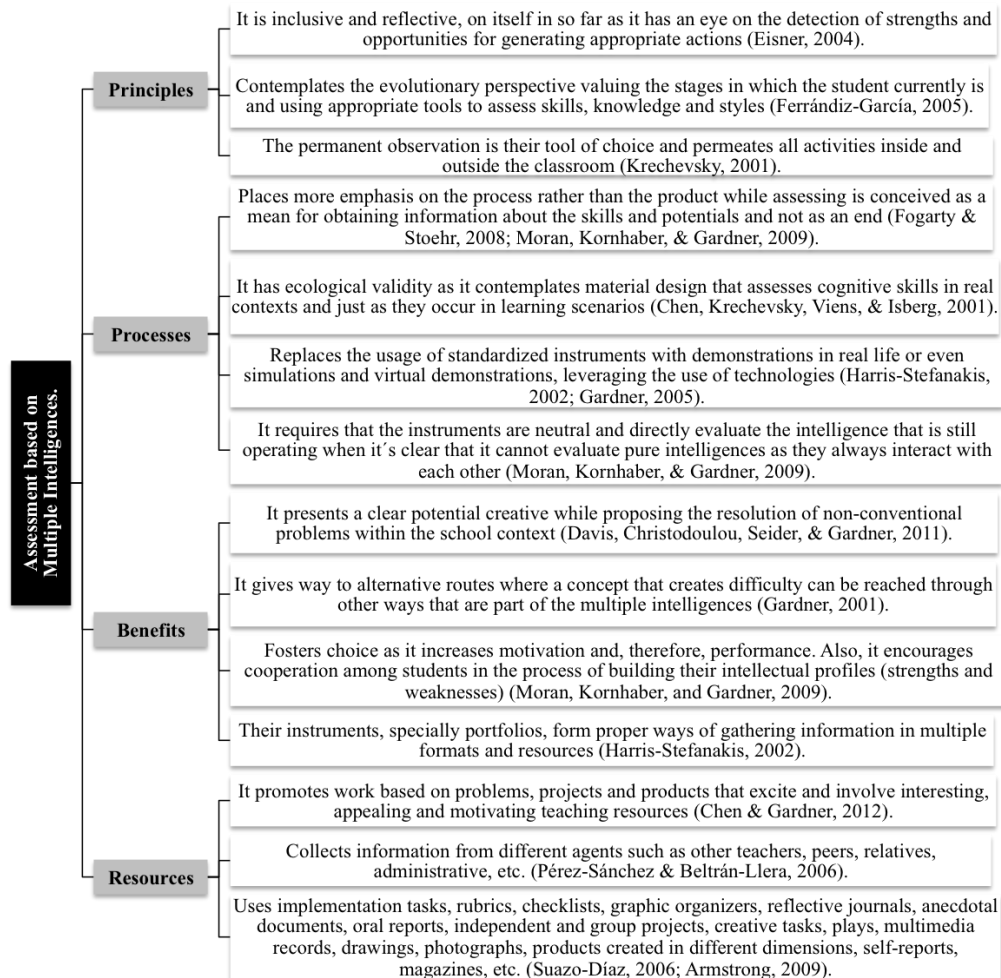 Assessment based on
Multiple Intelligences.
Principles
It is inclusive and reflective, on itself in so far as it has an eye on the detection of strengths and
opportunities for generating appropriate actions (Eisner, 2004).
Contemplates the evolutionary perspective valuing the stages in which the student currently is
and using appropriate tools to assess skills, knowledge and styles (Ferrándiz-García, 2005).
The permanent observation is their tool of choice and permeates all activities inside and
outside the classroom (Krechevsky, 2001).
Processes
Places more emphasis on the process rather than the product while assessing is conceived as a
mean for obtaining information about the skills and potentials and not as an end (Fogarty &
Stoehr, 2008; Moran, Kornhaber, & Gardner, 2009).
It has ecological validity as it contemplates material design that assesses cognitive skills in real
contexts and just as they occur in learning scenarios (Chen, Krechevsky, Viens, & Isberg, 2001).
Replaces the usage of standardized instruments with demonstrations in real life or even
simulations and virtual demonstrations, leveraging the use of technologies (Harris-Stefanakis,
2002; Gardner, 2005).
It requires that the instruments are neutral and directly evaluate the intelligence that is still
operating when it´s clear that it cannot evaluate pure intelligences as they always interact with
each other (Moran, Kornhaber, & Gardner, 2009).
Benefits
It presents a clear potential creative while proposing the resolution of non-conventional
problems within the school context (Davis, Christodoulou, Seider, & Gardner, 2011).
It gives way to alternative routes where a concept that creates difficulty can be reached through
other ways that are part of the multiple intelligences (Gardner, 2001).
Fosters choice as it increases motivation and, therefore, performance. Also, it encourages
cooperation among students in the process of building their intellectual profiles (strengths and
weaknesses) (Moran, Kornhaber, and Gardner, 2009).
Their instruments, specially portfolios, form proper ways of gathering information in multiple
formats and resources (Harris-Stefanakis, 2002).
Resources
It promotes work based on problems, projects and products that excite and involve interesting,
appealing and motivating teaching resources (Chen & Gardner, 2012).
Collects information from different agents such as other teachers, peers, relatives,
administrative, etc. (Pérez-Sánchez & Beltrán-Llera, 2006).
Uses implementation tasks, rubrics, checklists, graphic organizers, reflective journals, anecdotal
documents, oral reports, independent and group projects, creative tasks, plays, multimedia
records, drawings, photographs, products created in different dimensions, self-reports,
magazines, etc. (Suazo-Díaz, 2006; Armstrong, 2009).